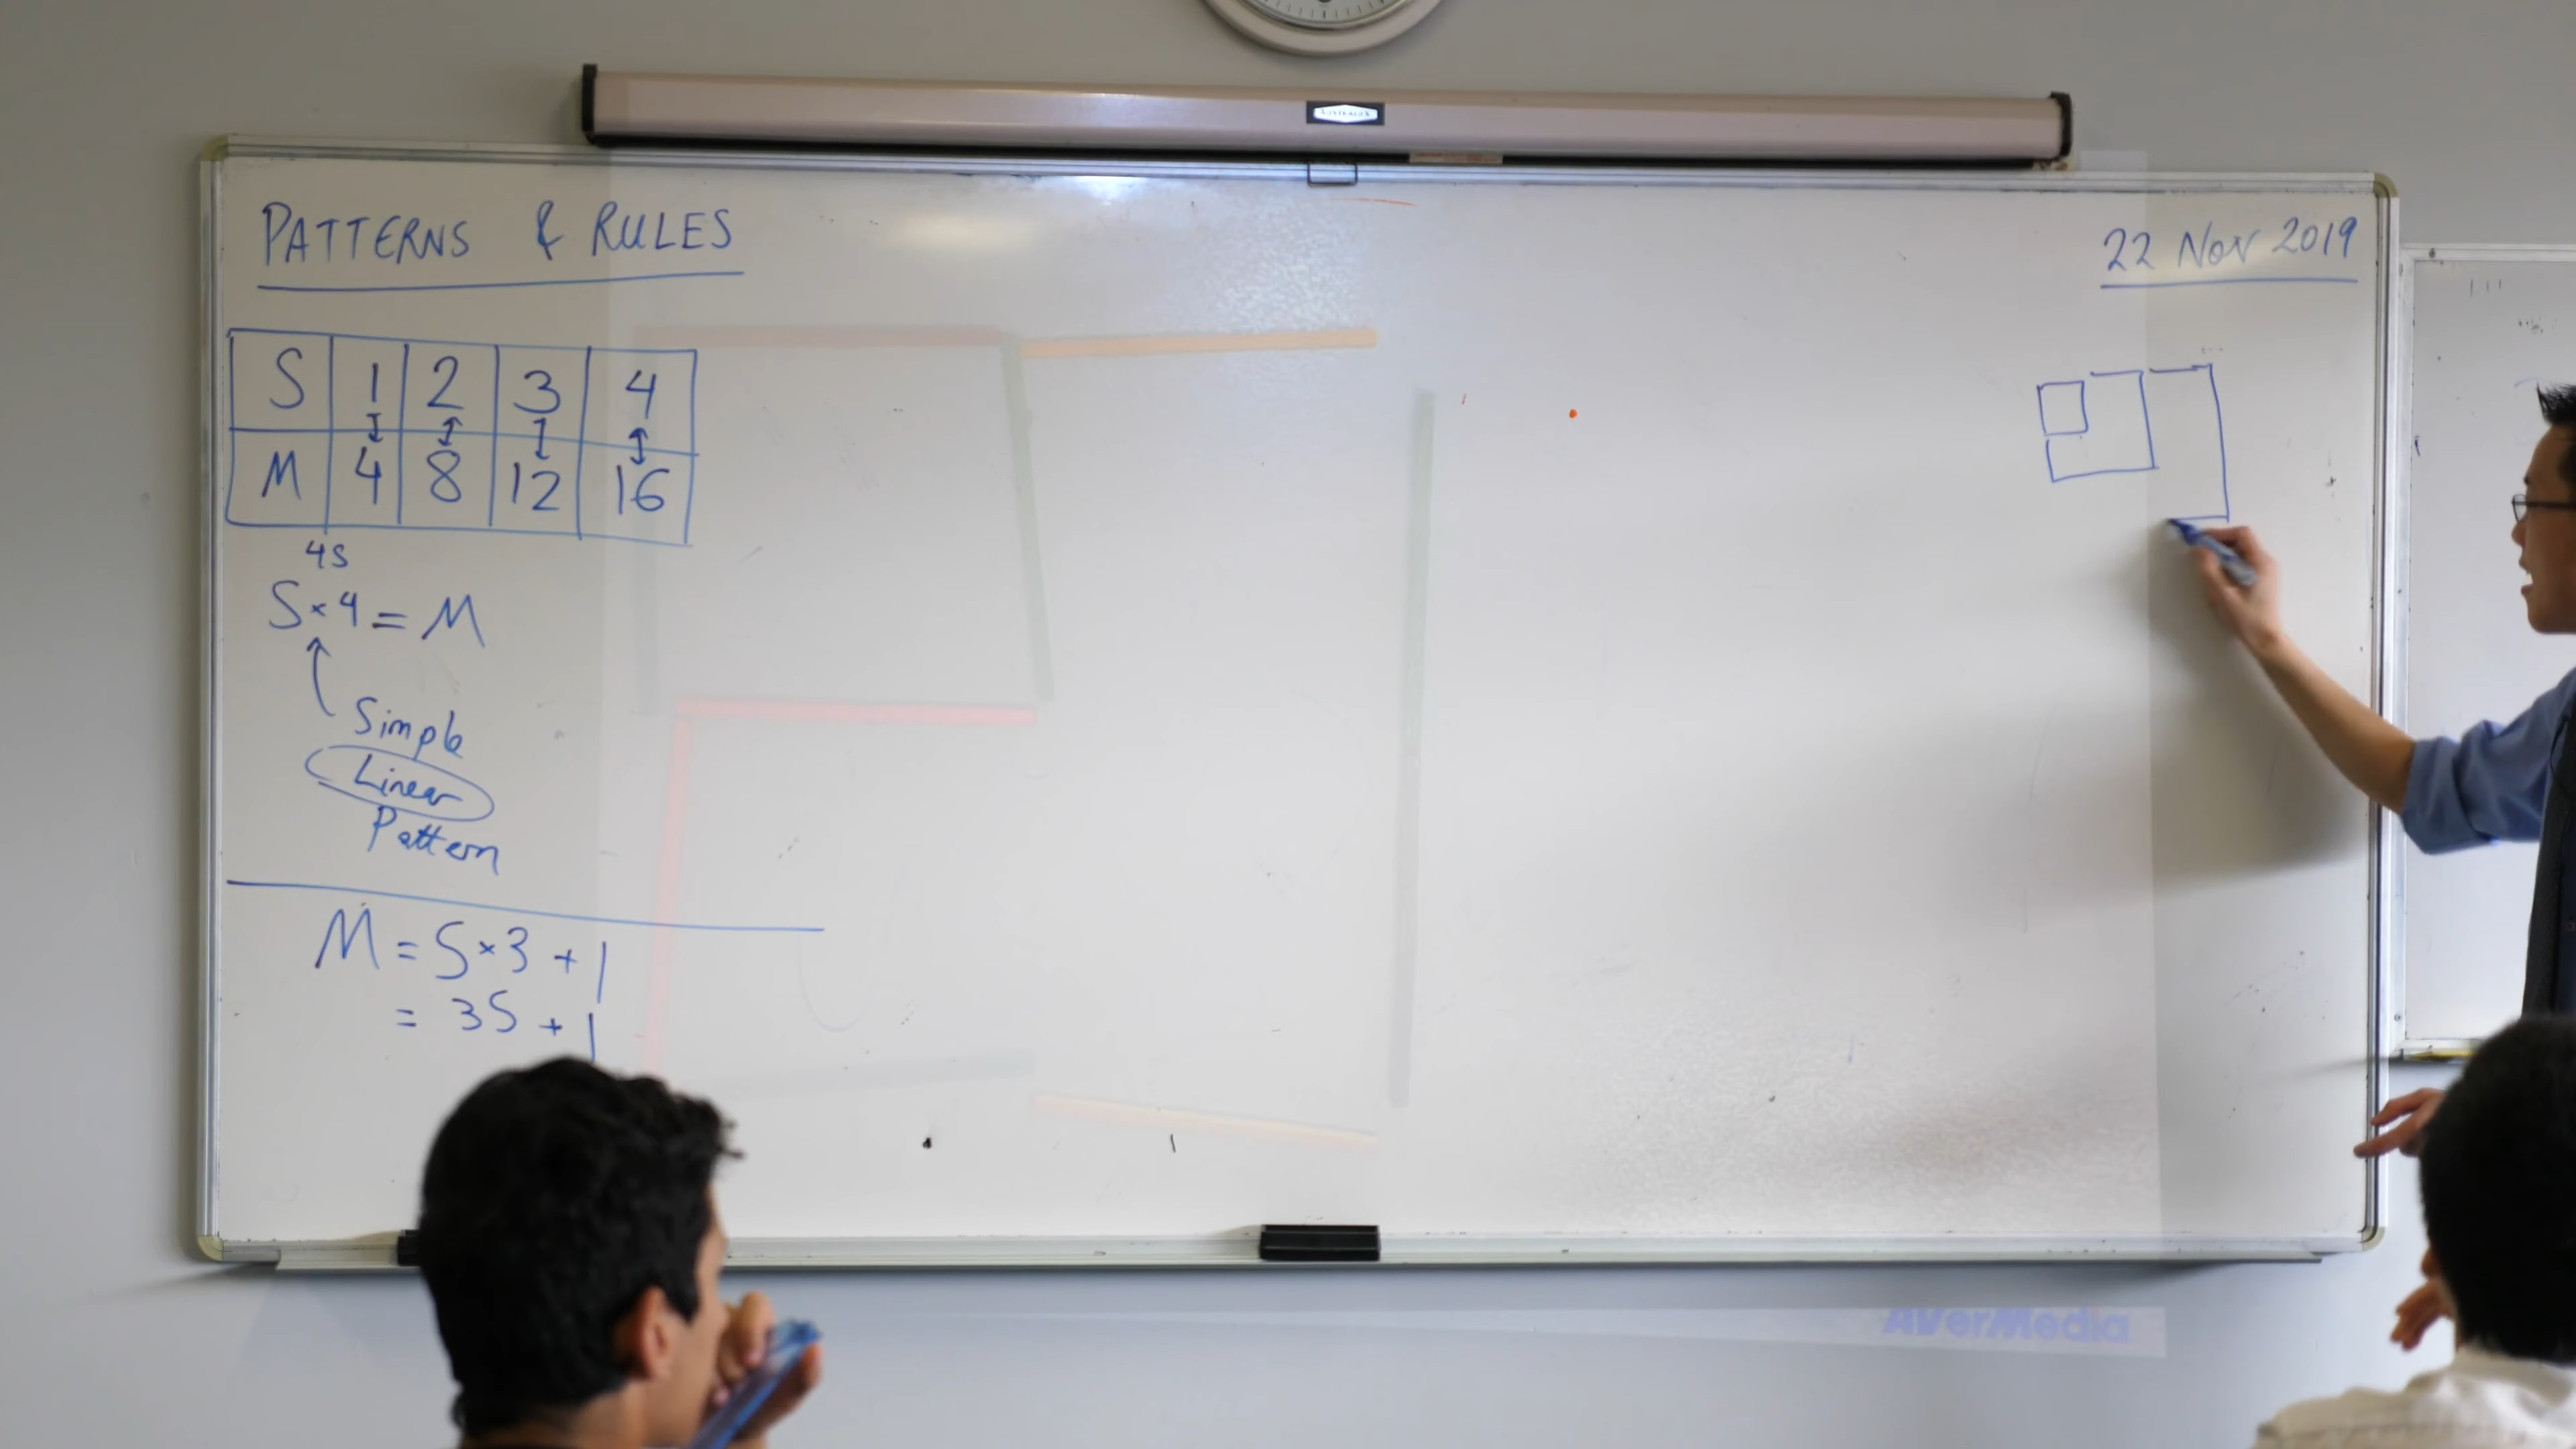 PATTERNS & RULES
22 Nov 2019
S 1 2 3 4
M 4 8 12 16
4S
S × 4 = M
Simple
Linear
Pattern
M = S × 3 + 1
= 3S + 1
AVerMedia